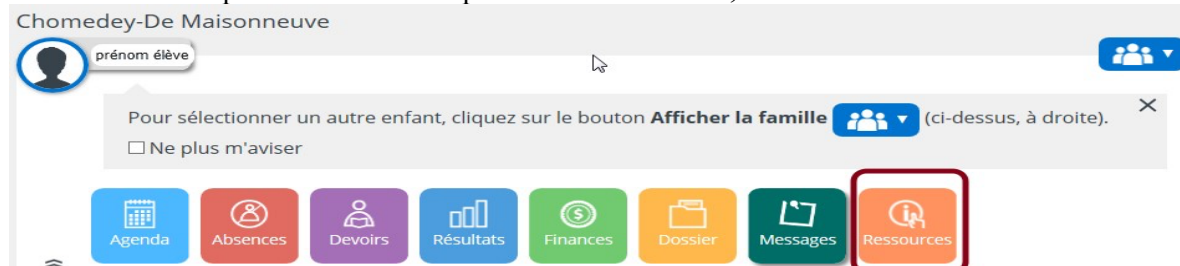 Chomedey-De Maisonneuve
prénom élève
Pour sélectionner un autre enfant, cliquez sur le bouton Afficher la famille (ci-dessus, à droite).
Ne plus m'aviser
Agenda Absences Devoirs Résultats Finances Dossier Messages Ressources